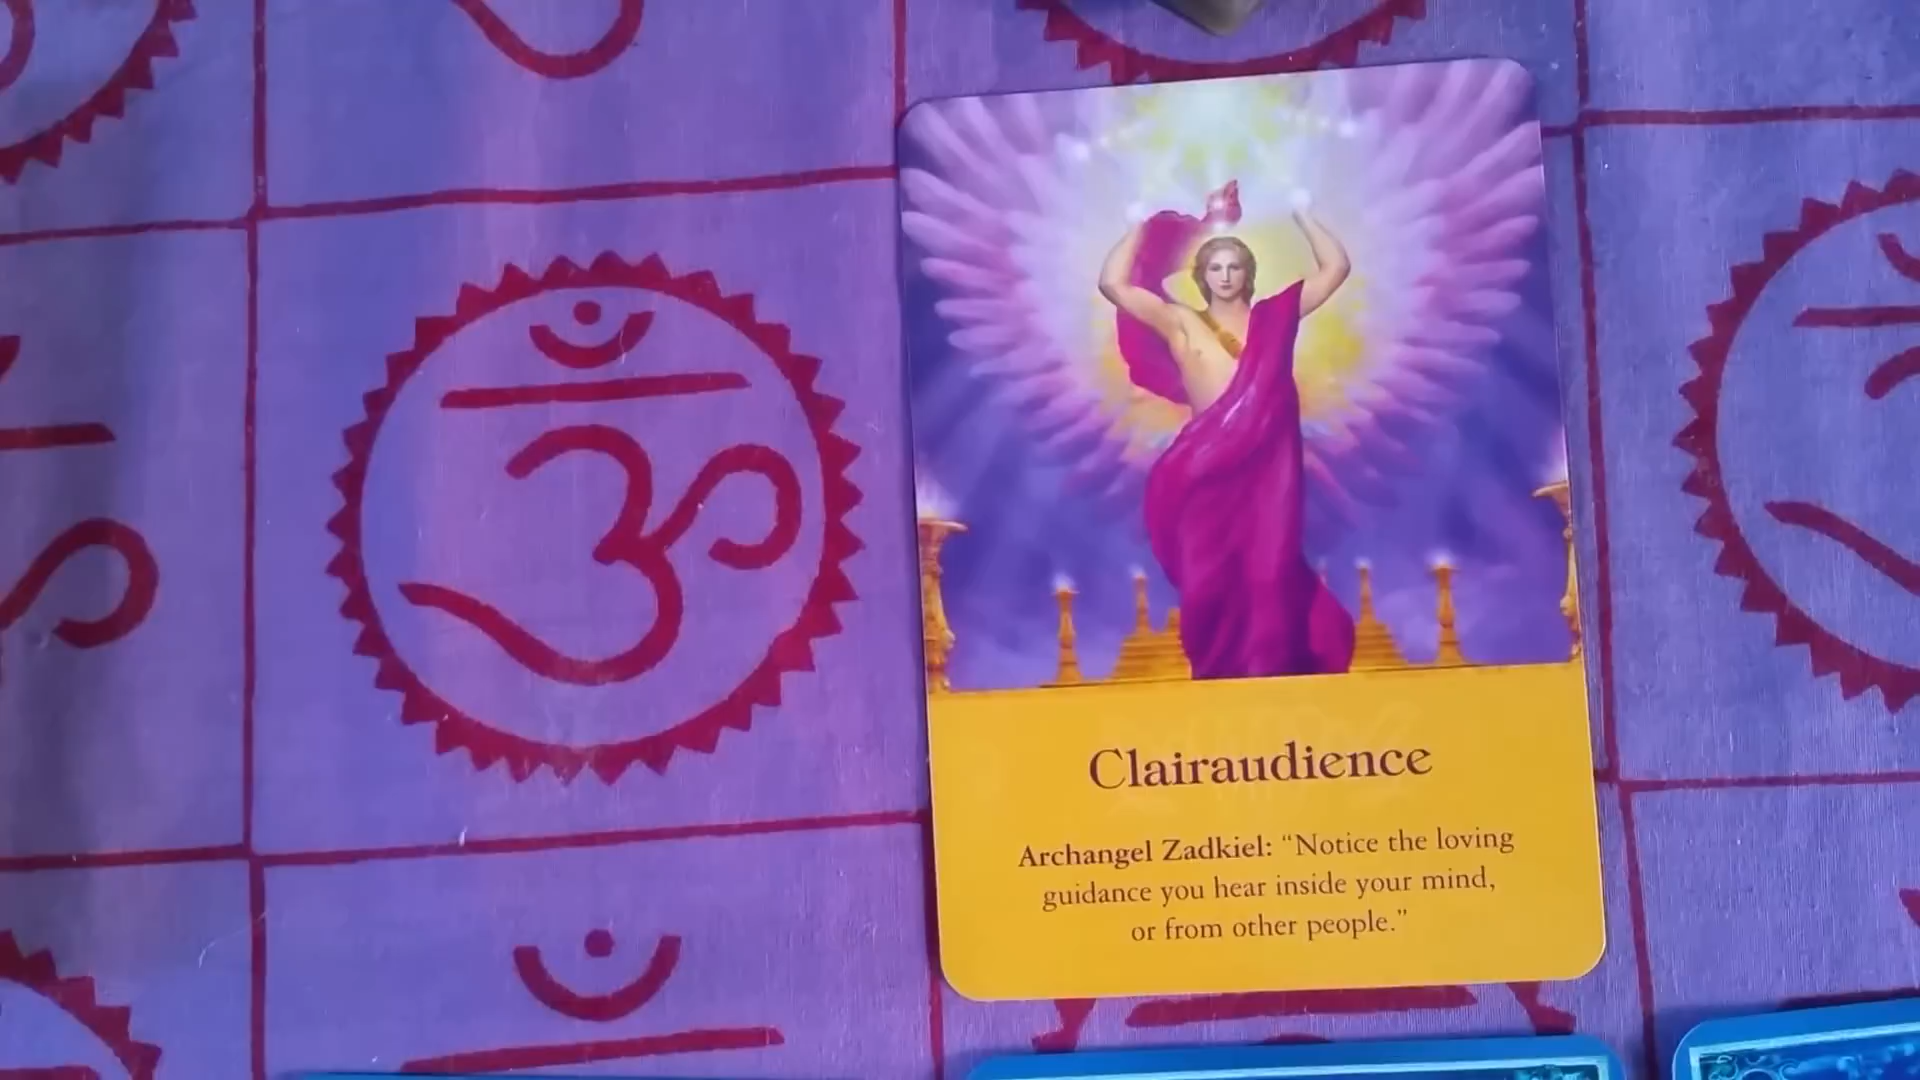 ॐ
Clairaudience
Archangel Zadkiel: “Notice the loving
guidance you hear inside your mind,
or from other people.”